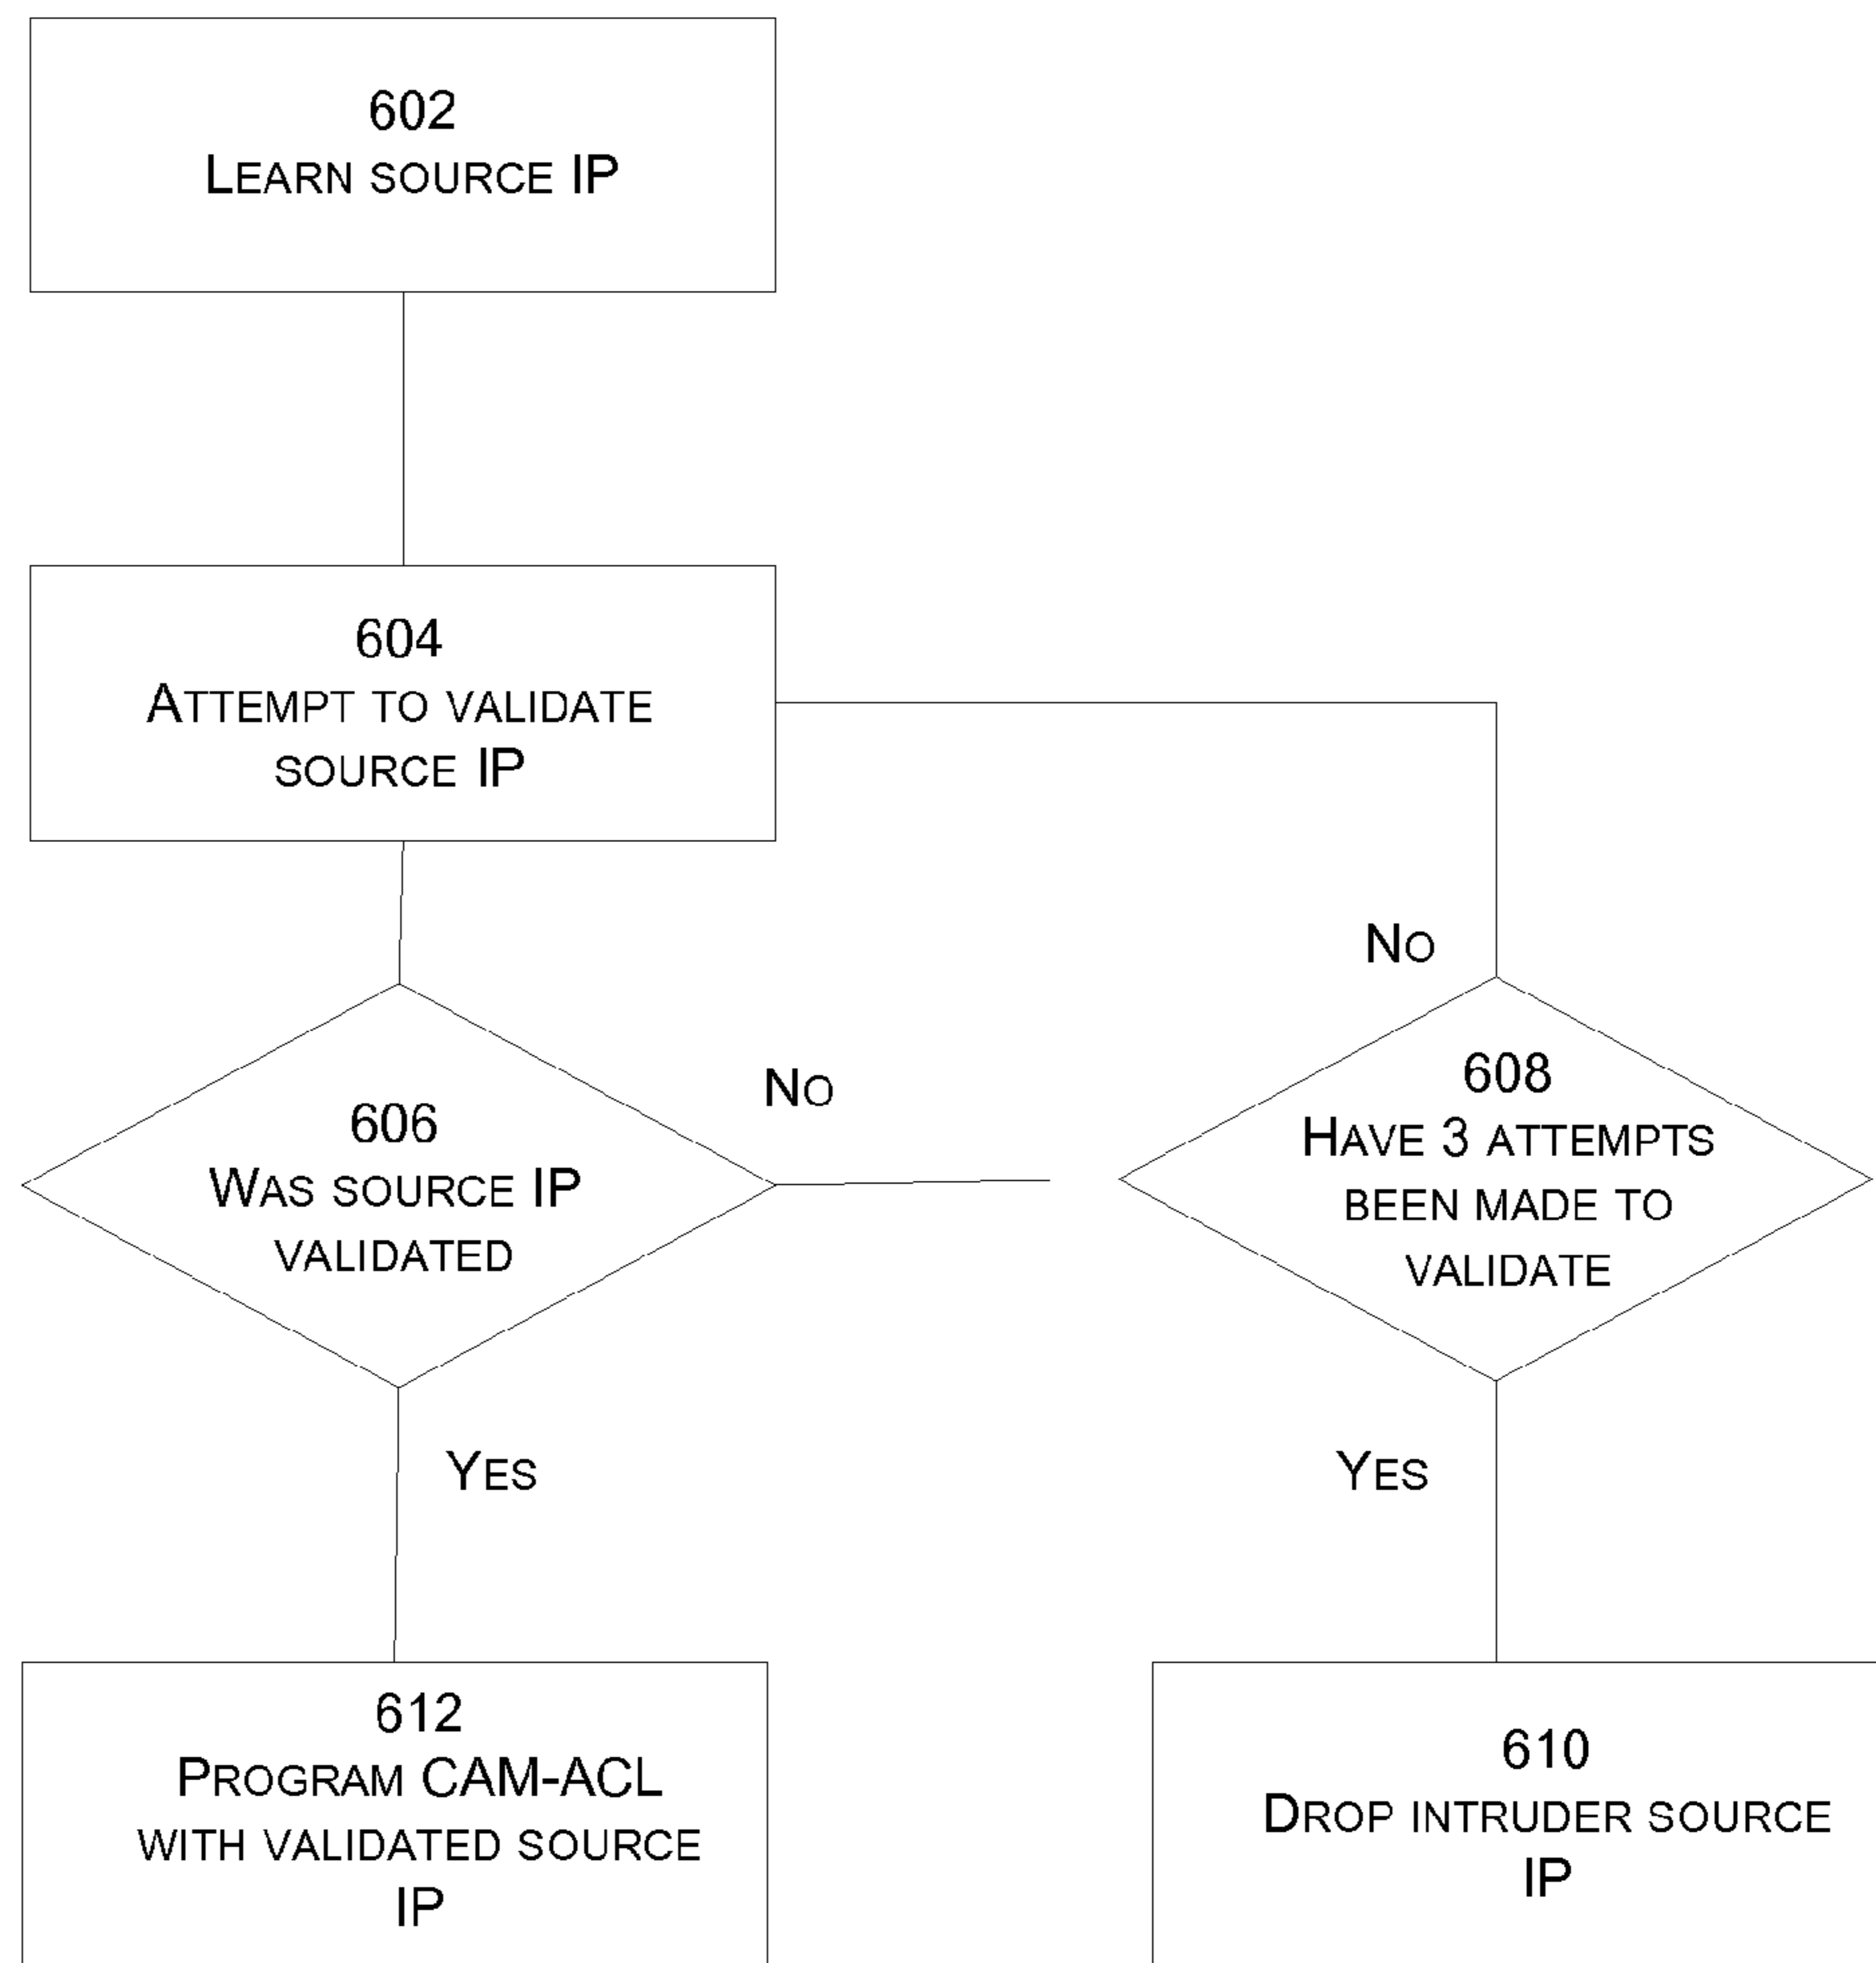 602
Learn source IP
604
Attempt to validate
source IP
No
606
Was source IP
validated
No
608
Have 3 attempts
been made to
validate
Yes
Yes
612
Program CAM-ACL
with validated source
IP
610
Drop intruder source
IP